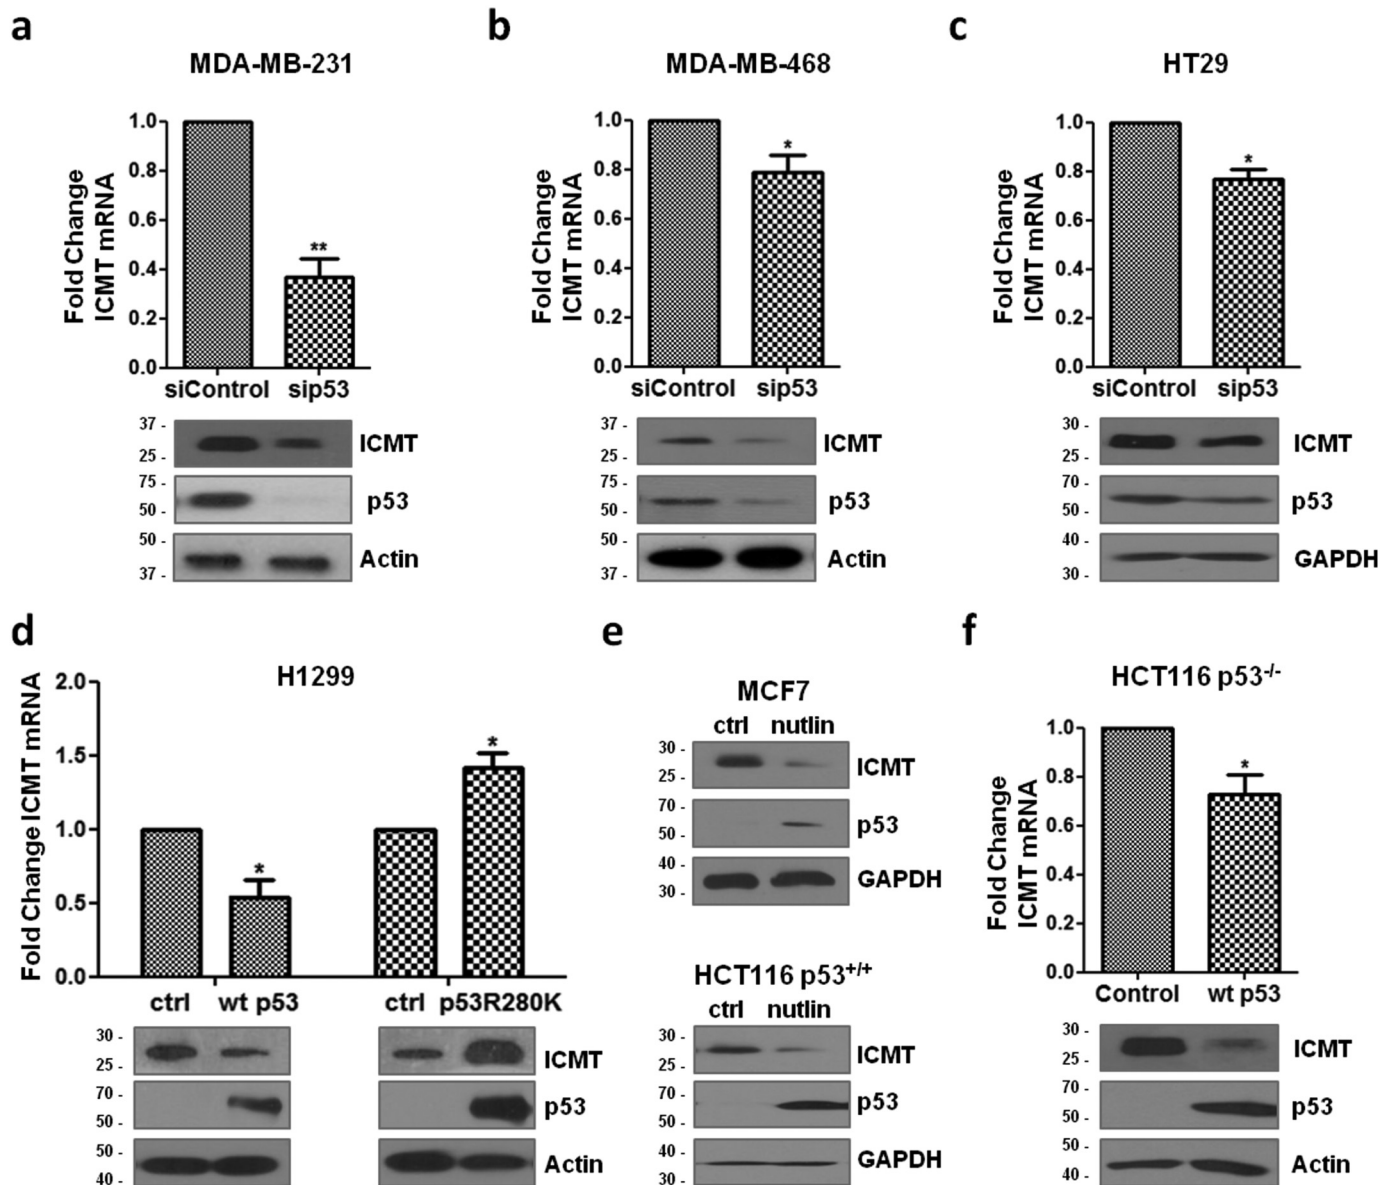 a
MDA-MB-231
Fold Change
ICMT mRNA
1.0
0.8
0.6
0.4
0.2
0.0
**
siControl sip53
37 -
25 -
ICMT
75 -
50 -
p53
50 -
37 -
Actin
b
MDA-MB-468
Fold Change
ICMT mRNA
1.0
0.8
0.6
0.4
0.2
0.0
*
siControl sip53
37 -
25 -
ICMT
75 -
50 -
p53
50 -
37 -
Actin
c
HT29
Fold Change
ICMT mRNA
1.0
0.8
0.6
0.4
0.2
0.0
*
siControl sip53
30 -
25 -
ICMT
70 -
50 -
p53
40 -
30 -
GAPDH
d
H1299
Fold Change ICMT mRNA
2.0
1.5
1.0
0.5
0.0
*
*
ctrl wt p53 ctrl p53R280K
30 -
25 -
30 -
25 -
ICMT
70 -
50 -
70 -
50 -
p53
50 -
40 -
50 -
40 -
Actin
e
MCF7
ctrl nutlin
30 -
25 -
ICMT
70 -
50 -
p53
40 -
30 -
GAPDH
HCT116 p53+/+
ctrl nutlin
30 -
25 -
ICMT
70 -
50 -
p53
40 -
30 -
GAPDH
f
HCT116 p53-/-
Fold Change
ICMT mRNA
1.0
0.8
0.6
0.4
0.2
0.0
*
Control wt p53
30 -
25 -
ICMT
70 -
50 -
p53
50 -
40 -
Actin